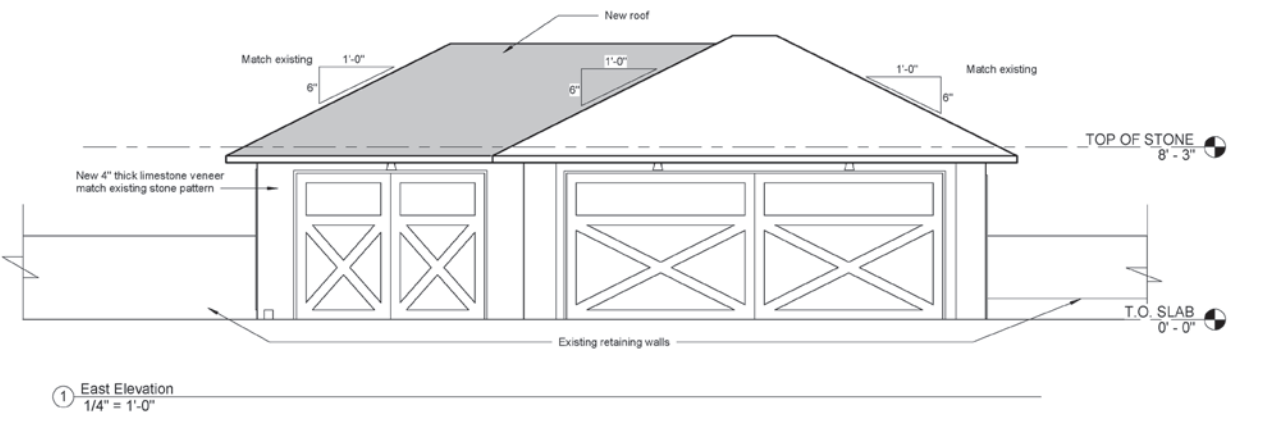 New roof
Match existing
1'-0"
6"
1'-0"
6"
1'-0"
6"
Match existing
TOP OF STONE
8' - 3"
New 4" thick limestone veneer
match existing stone pattern
T.O. SLAB
0' - 0"
Existing retaining walls
1
East Elevation
1/4" = 1'-0"